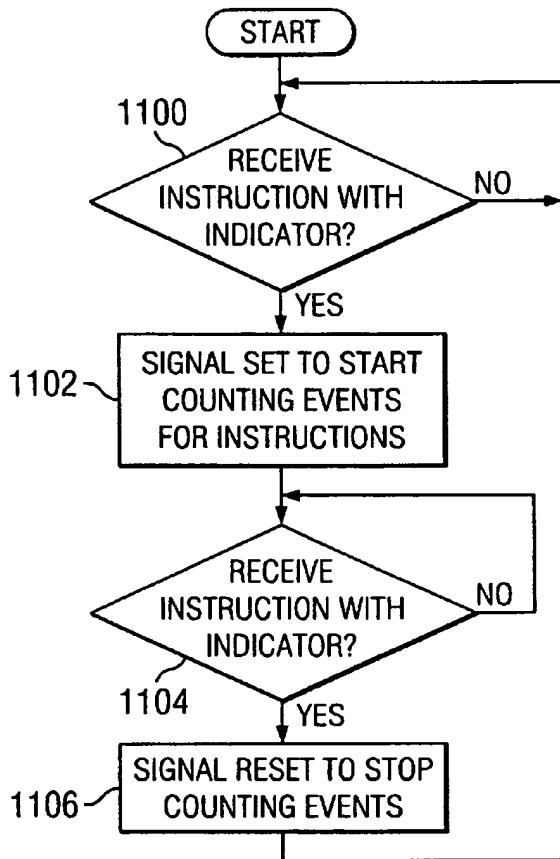 START
1100
RECEIVE
INSTRUCTION WITH
INDICATOR?
NO
YES
1102
SIGNAL SET TO START
COUNTING EVENTS
FOR INSTRUCTIONS
RECEIVE
INSTRUCTION WITH
INDICATOR?
NO
1104
YES
1106
SIGNAL RESET TO STOP
COUNTING EVENTS